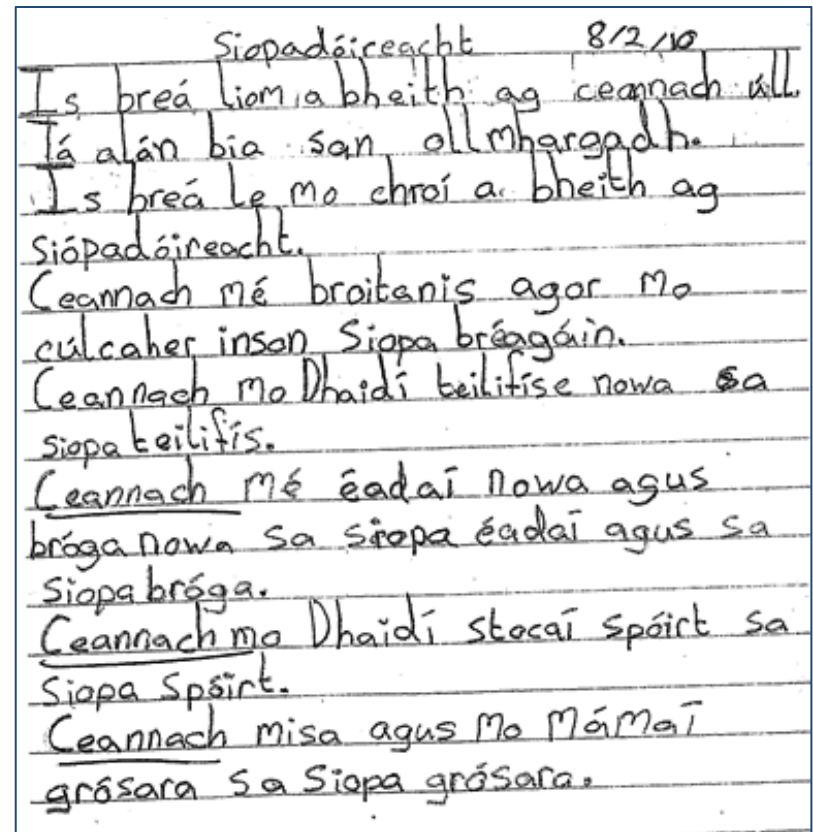 Siopadóireacht 8/2/10
Is breá liom a bheith ag ceannach úll
Tá alán bia san ollmhargadh.
Is breá le mo chroí a bheith ag
siópadóireacht.
Ceannach mé braitanis agar mo
cúlcaher insan Siopa bréagáin.
Ceannach mo Dhaidí teilifíse nowa sa
siopa teilifís.
Ceannach mé éadaí nowa agus
bróga nowa sa siopa éadaí agus sa
siopa bróga.
Ceannach mo Dhaidí stocaí spóirt sa
Siopa Spóirt.
Ceannach misa agus mo mámaí
grósara sa Siopa grósara.